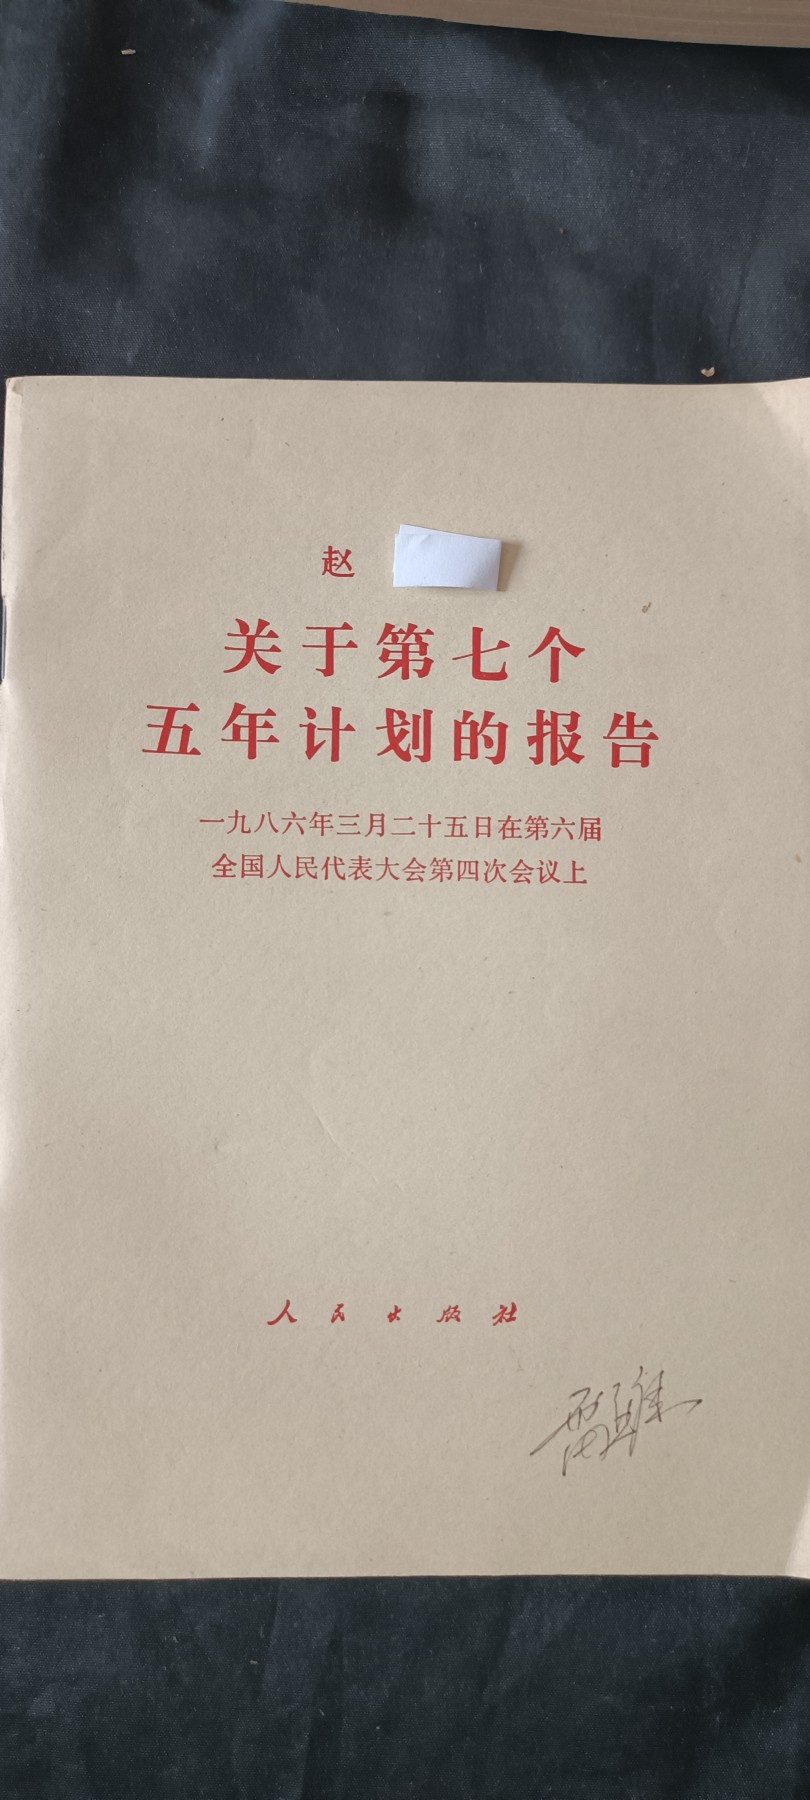 赵
关于第七个
五年计划的报告
一九八六年三月二十五日在第六届
全国人民代表大会第四次会议上
人民出版社